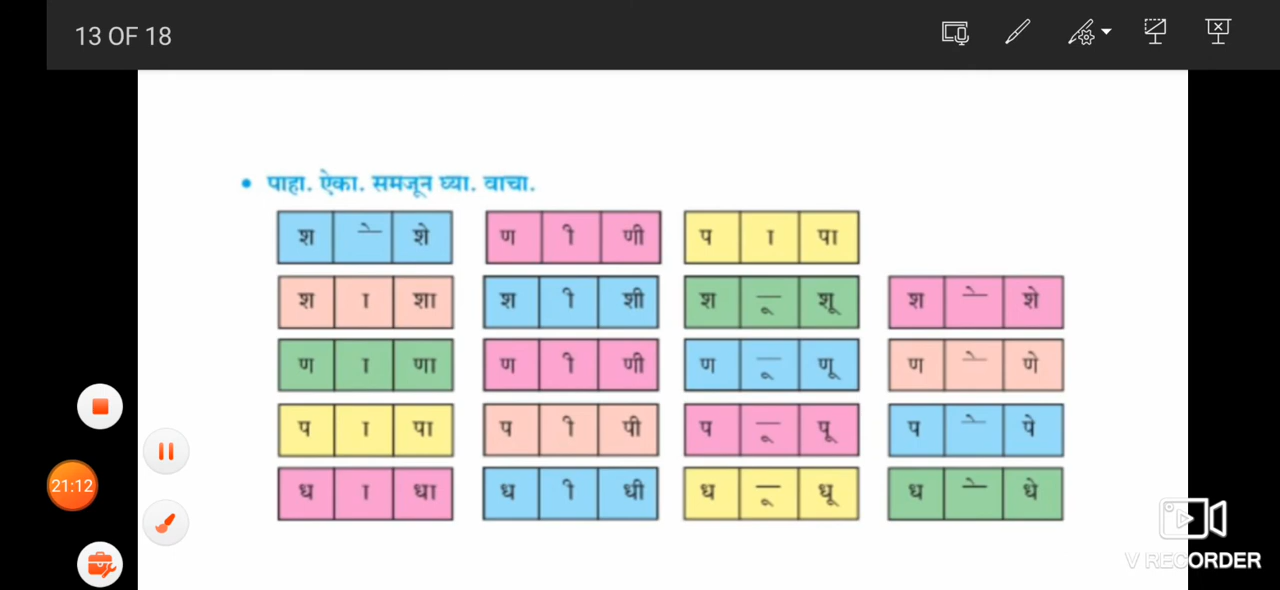 13 OF 18
• पाहा. ऐका. समजून घ्या. वाचा.
श े शे ण ी णी प ा पा
श ा शा श ी शी श ू शू श े शे
ण ा णा ण ी णी ण ू णू ण े णे
प ा पा प ी पी प ू पू प े पे
ध ा धा ध ी धी ध ू धू ध े धे
21:12
V RECORDER